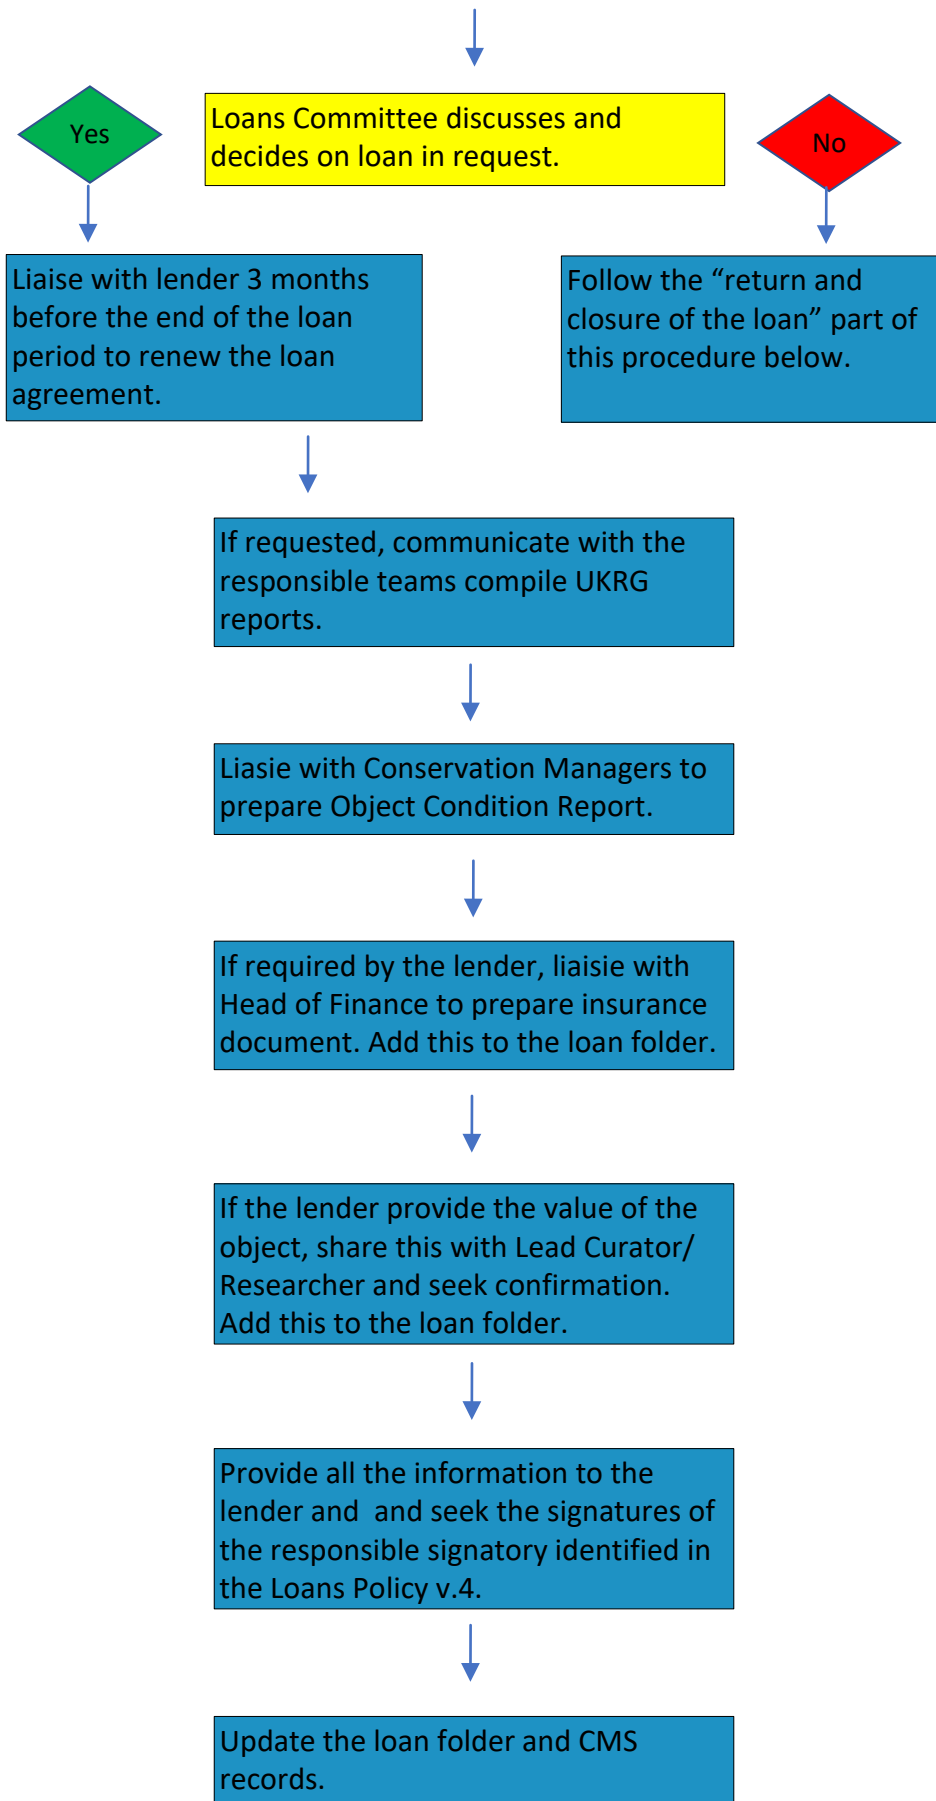 Yes
Loans Committee discusses and
decides on loan in request.
No
Liaise with lender 3 months
before the end of the loan
period to renew the loan
agreement.
Follow the “return and
closure of the loan” part of
this procedure below.
If requested, communicate with the
responsible teams compile UKRG
reports.
Liasie with Conservation Managers to
prepare Object Condition Report.
If required by the lender, liaisie with
Head of Finance to prepare insurance
document. Add this to the loan folder.
If the lender provide the value of the
object, share this with Lead Curator/
Researcher and seek confirmation.
Add this to the loan folder.
Provide all the information to the
lender and  and seek the signatures of
the responsible signatory identified in
the Loans Policy v.4.
Update the loan folder and CMS
records.